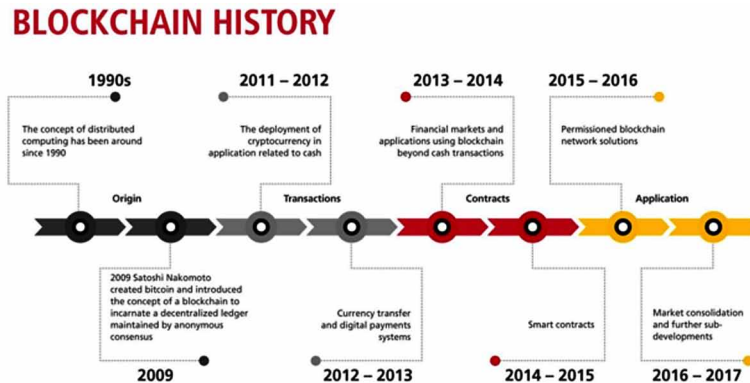 BLOCKCHAIN HISTORY
1990s
2011 – 2012
2013 – 2014
2015 – 2016
The concept of distributed
computing has been around
since 1990
The deployment of
cryptocurrency in
application related to cash
Financial markets and
applications using blockchain
beyond cash transactions
Permissioned blockchain
network solutions
Origin
Transactions
Contracts
Application
2009 Satoshi Nakomoto
created bitcoin and introduced
the concept of a blockchain to
incarnate a decentralized ledger
maintained by anonymous
consensus
Currency transfer
and digital payments
systems
Smart contracts
Market consolidation
and further sub-
developments
2009
2012 – 2013
2014 – 2015
2016 – 2017